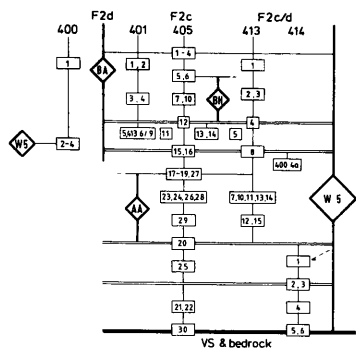 F2d F2c F2c/d
400 401 405 413 414
1-4
1 BA 1,2 1
5,6
3,4 7,10 BH 2,3
12 4
5,413 6/9 11 13,14 5
W5 2-4 15,16 8
400 4a
17-19,27
23,24,26,28 7,10,11,13,14 W 5
AA 29 12,15
20
25 1
2,3
21,22 4
30 5,6
VS & bedrock